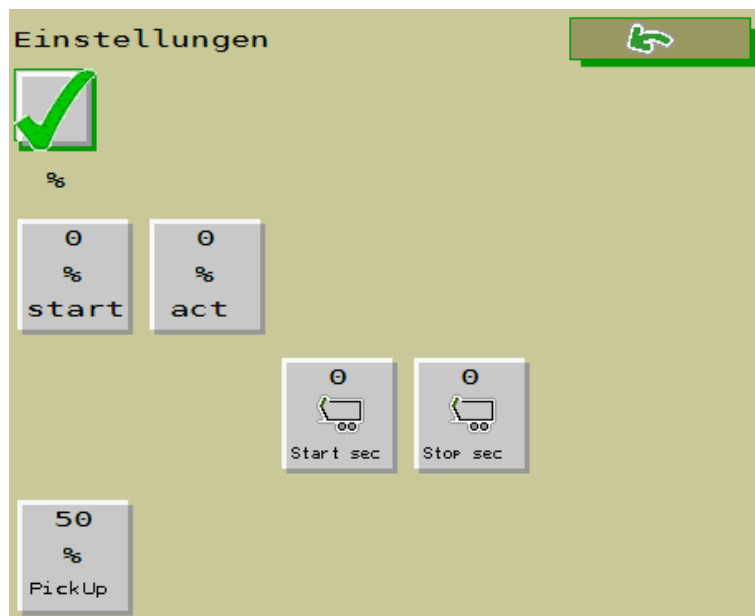 Einstellungen
%
0 0
% %
start act
0 0
Start sec Stop sec
50
%
PickUp